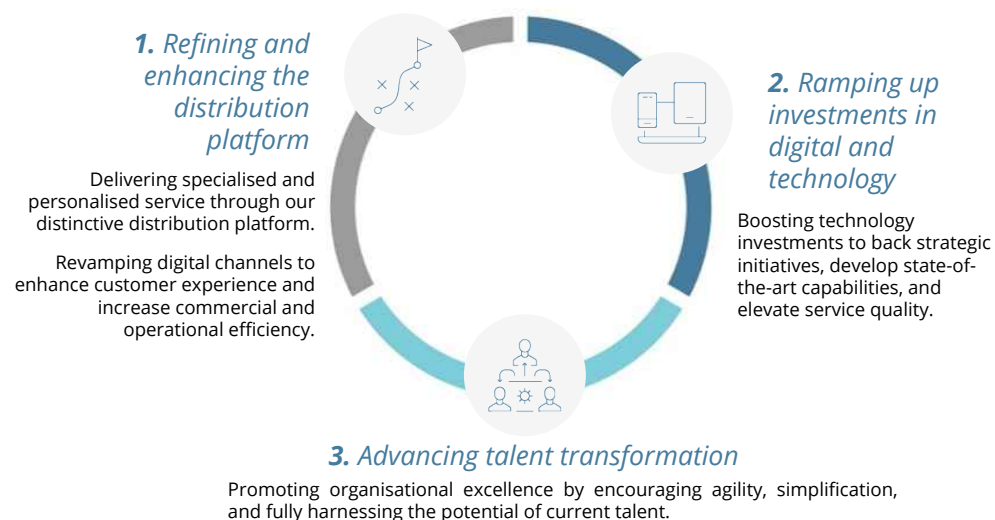 1. Refining and
enhancing the
distribution
platform
Delivering specialised and
personalised service through our
distinctive distribution platform.
Revamping digital channels to
enhance customer experience and
increase commercial and
operational efficiency.
2. Ramping up
investments in
digital and
technology
Boosting technology
investments to back strategic
initiatives, develop state-of-
the-art capabilities, and
elevate service quality.
3. Advancing talent transformation
Promoting organisational excellence by encouraging agility, simplification,
and fully harnessing the potential of current talent.